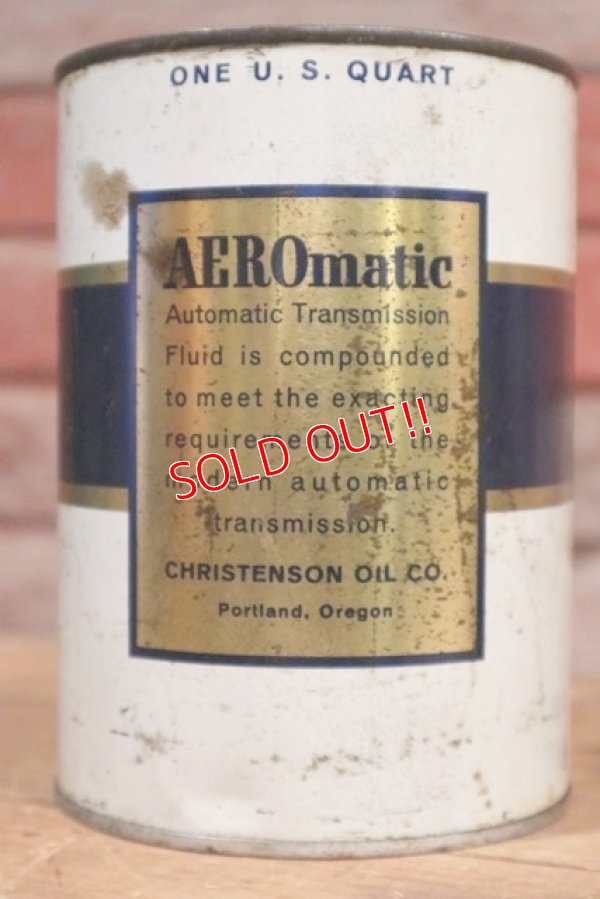 ONE U. S. QUART
AEROmatic
Automatic Transmission
Fluid is compounded
to meet the exacting
requirements of the
modern automatic
transmission.
CHRISTENSON OIL CO.
Portland, Oregon
SOLD OUT!!